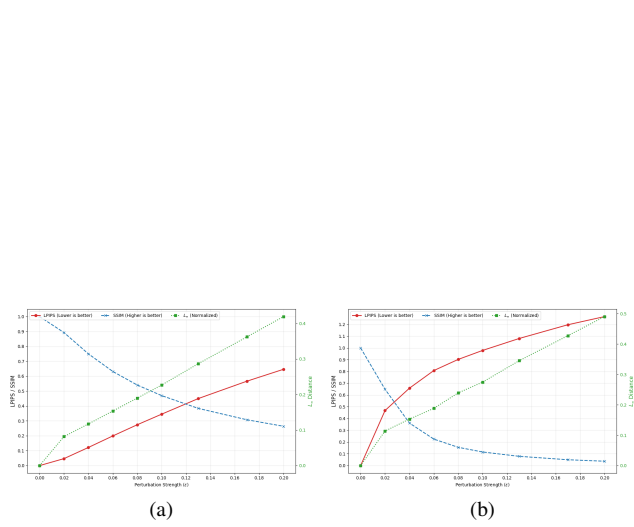 LPIPS (Lower is better) SSIM (Higher is better) L∞ (Normalized)
1.0
0.9
0.8
0.7
0.6
0.5
0.4
0.3
0.2
0.1
0.0
LPIPS / SSIM
0.4
0.3
0.2
0.1
0.0
L∞ Distance
0.00 0.02 0.04 0.06 0.08 0.10 0.12 0.14 0.16 0.18 0.20
Perturbation Strength (ε)
(a)
LPIPS (Lower is better) SSIM (Higher is better) L∞ (Normalized)
1.2
1.1
1.0
0.9
0.8
0.7
0.6
0.5
0.4
0.3
0.2
0.1
0.0
LPIPS / SSIM
0.5
0.4
0.3
0.2
0.1
0.0
L∞ Distance
0.00 0.02 0.04 0.06 0.08 0.10 0.12 0.14 0.16 0.18 0.20
Perturbation Strength (ε)
(b)